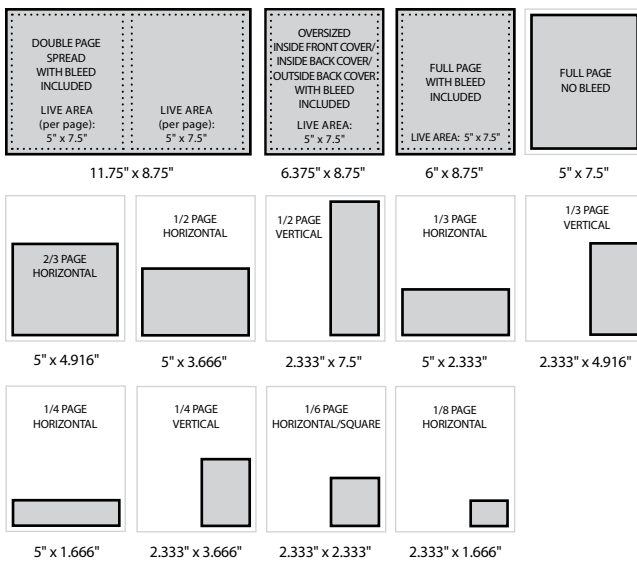 DOUBLE PAGE
SPREAD
WITH BLEED
INCLUDED
LIVE AREA
(per page):
5" x 7.5"
LIVE AREA
(per page):
5" x 7.5"
11.75" x 8.75"
OVERSIZED
INSIDE FRONT COVER/
INSIDE BACK COVER/
OUTSIDE BACK COVER
WITH BLEED
INCLUDED
LIVE AREA:
5" x 7.5"
6.375" x 8.75"
FULL PAGE
WITH BLEED
INCLUDED
LIVE AREA: 5" x 7.5"
6" x 8.75"
FULL PAGE
NO BLEED
5" x 7.5"
2/3 PAGE
HORIZONTAL
5" x 4.916"
1/2 PAGE
HORIZONTAL
5" x 3.666"
1/2 PAGE
VERTICAL
2.333" x 7.5"
1/3 PAGE
HORIZONTAL
5" x 2.333"
1/3 PAGE
VERTICAL
2.333" x 4.916"
1/4 PAGE
HORIZONTAL
5" x 1.666"
1/4 PAGE
VERTICAL
2.333" x 3.666"
1/6 PAGE
HORIZONTAL/SQUARE
2.333" x 2.333"
1/8 PAGE
HORIZONTAL
2.333" x 1.666"